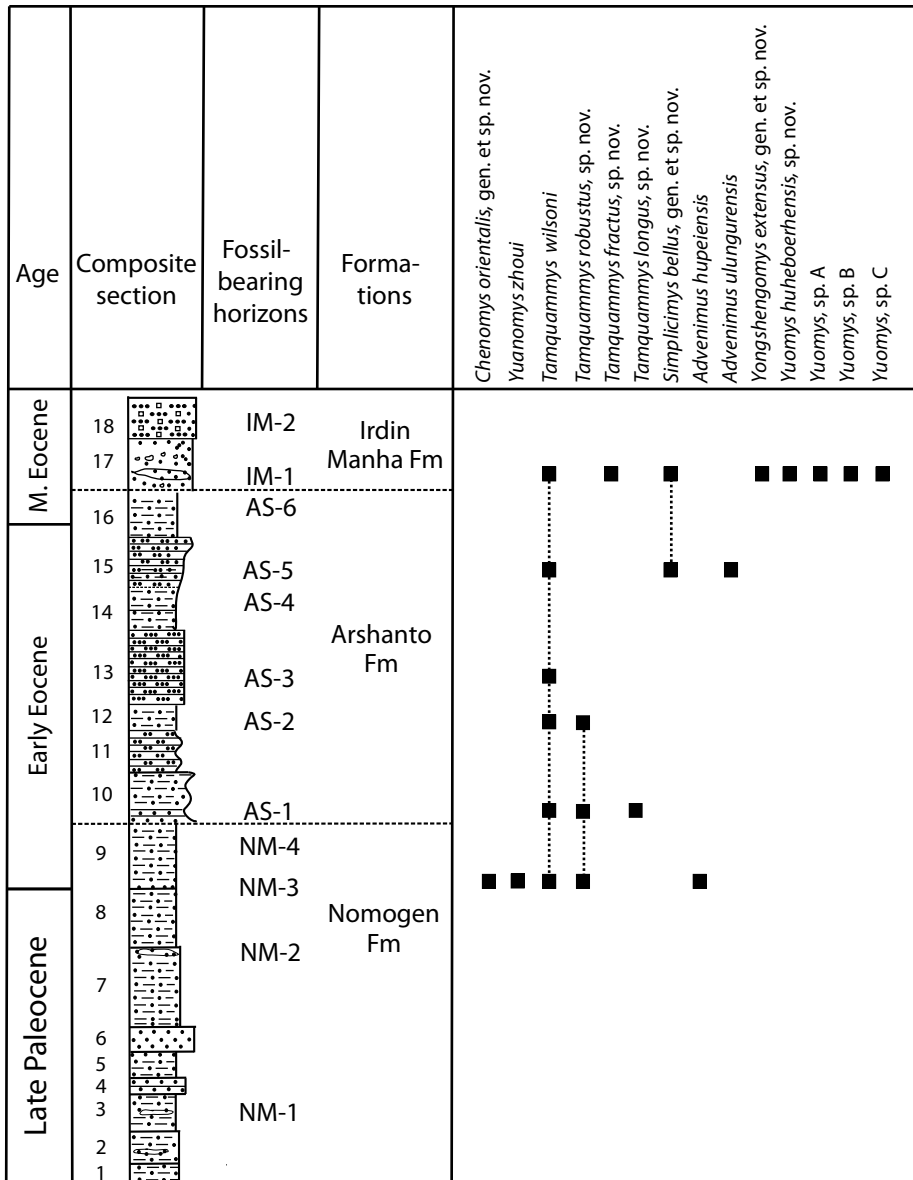 Age
Composite
section
Fossil-
bearing
horizons
Forma-
tions
Chenomys orientalis, gen. et sp. nov.
Yuanomys zhoui
Tamquammys wilsoni
Tamquammys robustus, sp. nov.
Tamquammys fractus, sp. nov.
Tamquammys longus, sp. nov.
Simplicimys bellus, gen. et sp. nov.
Advenimus hupeiensis
Advenimus ulungurensis
Yongshengomys extensus, gen. et sp. nov.
Yuomys huheboerhensis, sp. nov.
Yuomys, sp. A
Yuomys, sp. B
Yuomys, sp. C
M. Eocene
Early Eocene
Late Paleocene
18
17
16
15
14
13
12
11
10
9
8
7
6
5
4
3
2
1
IM-2
IM-1
AS-6
AS-5
AS-4
AS-3
AS-2
AS-1
NM-4
NM-3
NM-2
NM-1
Irdin
Manha Fm
Arshanto
Fm
Nomogen
Fm